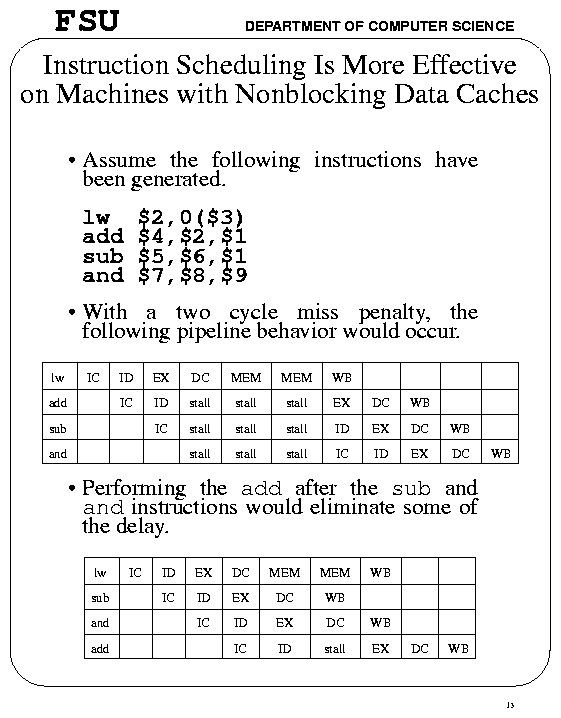 FSU DEPARTMENT OF COMPUTER SCIENCE
Instruction Scheduling Is More Effective
on Machines with Nonblocking Data Caches
• Assume the following instructions have
been generated.
lw $2,0($3)
add $4,$2,$1
sub $5,$6,$1
and $7,$8,$9
• With a two cycle miss penalty, the
following pipeline behavior would occur.
lw IC ID EX DC MEM MEM WB
add IC ID stall stall stall EX DC WB
sub IC stall stall stall ID EX DC WB
and stall stall stall IC ID EX DC WB
• Performing the add after the sub and
and instructions would eliminate some of
the delay.
lw IC ID EX DC MEM MEM WB
sub IC ID EX DC WB
and IC ID EX DC WB
add IC ID stall EX DC WB